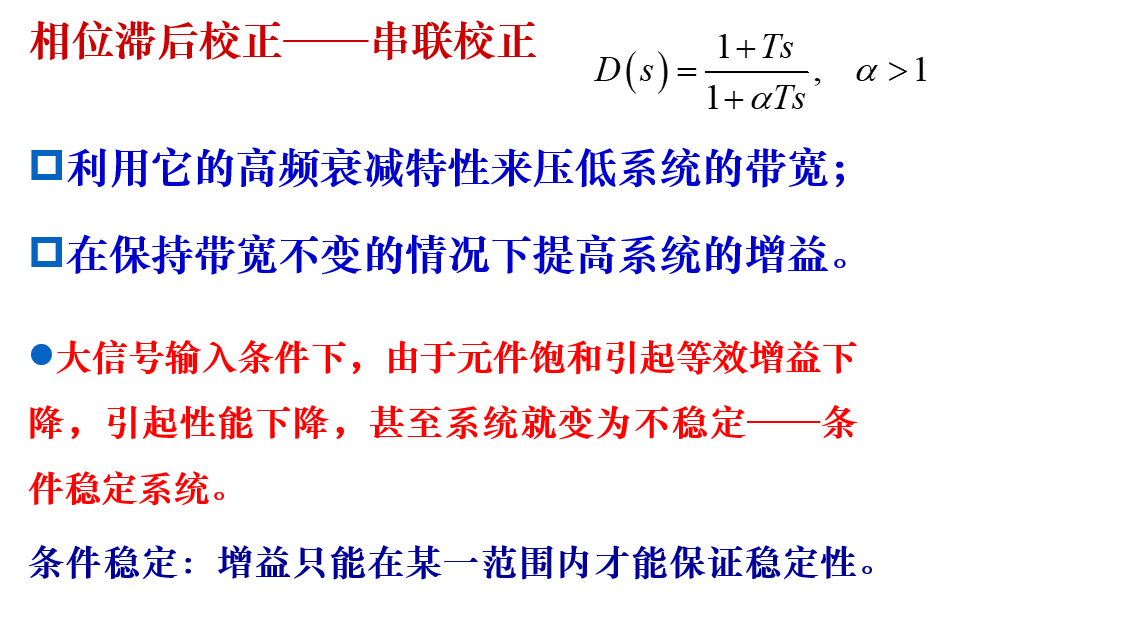 相位滞后校正——串联校正
D(s) = (1+Ts)/(1+αTs), α > 1
利用它的高频衰减特性来压低系统的带宽；
在保持带宽不变的情况下提高系统的增益。
大信号输入条件下，由于元件饱和引起等效增益下
降，引起性能下降，甚至系统就变为不稳定——条
件稳定系统。
条件稳定：增益只能在某一范围内才能保证稳定性。